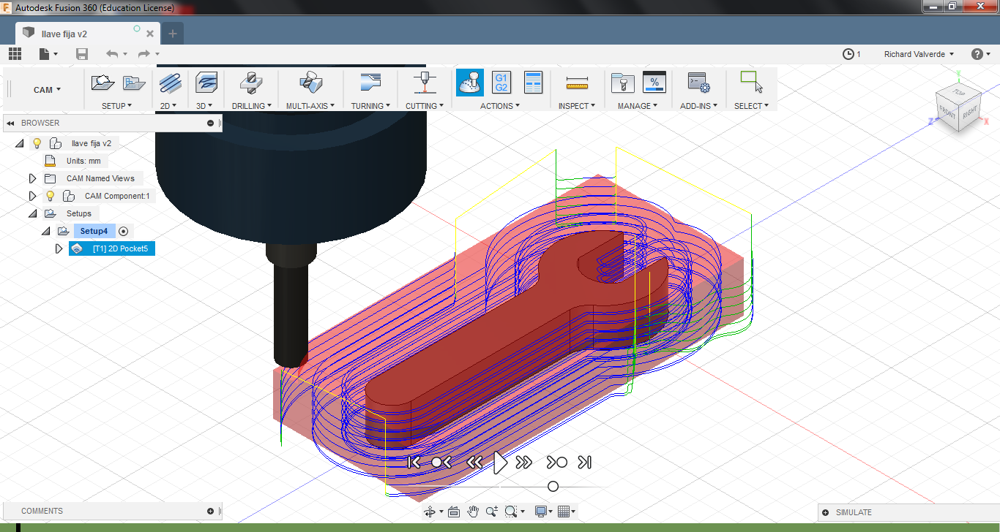 Autodesk Fusion 360 (Education License)
llave fija v2
1
Richard Valverde
CAM
G1
G2
%
SETUP
2D
3D
DRILLING
MULTI-AXIS
TURNING
CUTTING
ACTIONS
INSPECT
MANAGE
ADD-INS
SELECT
BROWSER
llave fija v2
Units: mm
CAM Named Views
CAM Component:1
Setups
Setup4
[T1] 2D Pocket5
Y
TOP
FRONT
RIGHT
Z
X
COMMENTS
SIMULATE